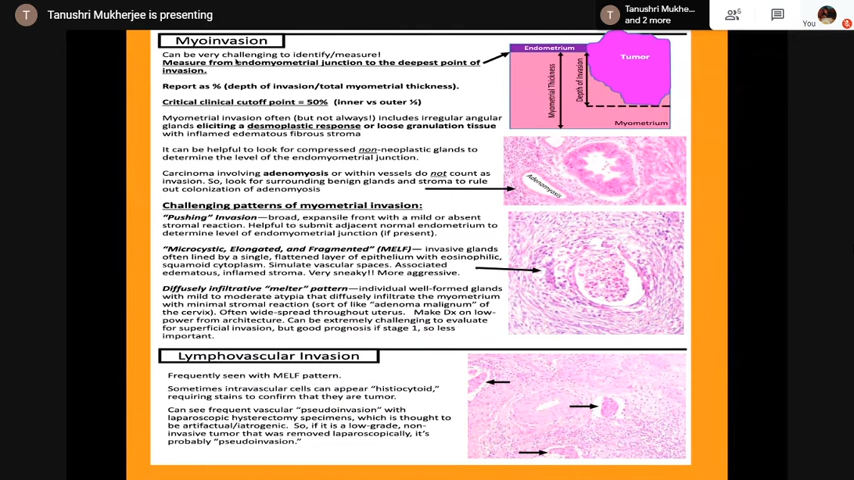 T Tanushri Mukherjee is presenting
T Tanushri Mukhe...
and 2 more
5
You
Myoinvasion
Can be very challenging to identify/measure!
Measure from endomyometrial junction to the deepest point of
invasion.
Report as % (depth of invasion/total myometrial thickness).
Critical clinical cutoff point = 50% (inner vs outer ½)
Myometrial invasion often (but not always!) includes irregular angular
glands eliciting a desmoplastic response or loose granulation tissue
with inflamed edematous fibrous stroma
It can be helpful to look for compressed non-neoplastic glands to
determine the level of the endomyometrial junction.
Carcinoma involving adenomyosis or within vessels do not count as
invasion. So, look for surrounding benign glands and stroma to rule
out colonization of adenomyosis
Challenging patterns of myometrial invasion:
"Pushing" Invasion—broad, expansile front with a mild or absent
stromal reaction. Helpful to submit adjacent normal endometrium to
determine level of endomyometrial junction (if present).
"Microcystic, Elongated, and Fragmented" (MELF)— invasive glands
often lined by a single, flattened layer of epithelium with eosinophilic,
squamoid cytoplasm. Simulate vascular spaces. Associated
edematous, inflamed stroma. Very sneaky!! More aggressive.
Diffusely infiltrative "melter" pattern—individual well-formed glands
with mild to moderate atypia that diffusely infiltrate the myometrium
with minimal stromal reaction (sort of like "adenoma malignum" of
the cervix). Often wide-spread throughout uterus. Make Dx on low-
power from architecture. Can be extremely challenging to evaluate
for superficial invasion, but good prognosis if stage 1, so less
important.
Endometrium
Tumor
Myometrial Thickness
Depth of Invasion
Myometrium
Adenomyosis
Lymphovascular Invasion
Frequently seen with MELF pattern.
Sometimes intravascular cells can appear "histiocytoid,"
requiring stains to confirm that they are tumor.
Can see frequent vascular "pseudoinvasion" with
laparoscopic hysterectomy specimens, which is thought to
be artifactual/iatrogenic. So, if it is a low-grade, non-
invasive tumor that was removed laparoscopically, it's
probably "pseudoinvasion."